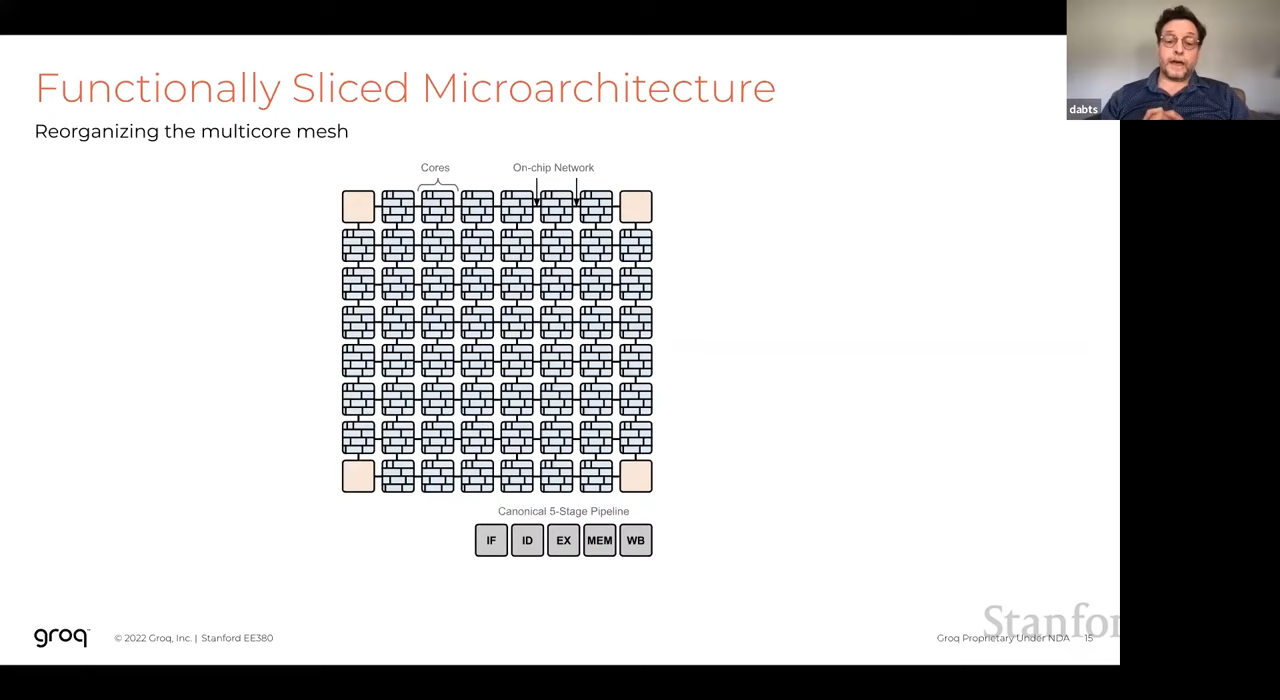 dabts
Functionally Sliced Microarchitecture
Reorganizing the multicore mesh
Cores
On-chip Network
Canonical 5-Stage Pipeline
IF ID EX MEM WB
Stanfor
groq
© 2022 Groq, Inc. | Stanford EE380
Groq Proprietary Under NDA 15